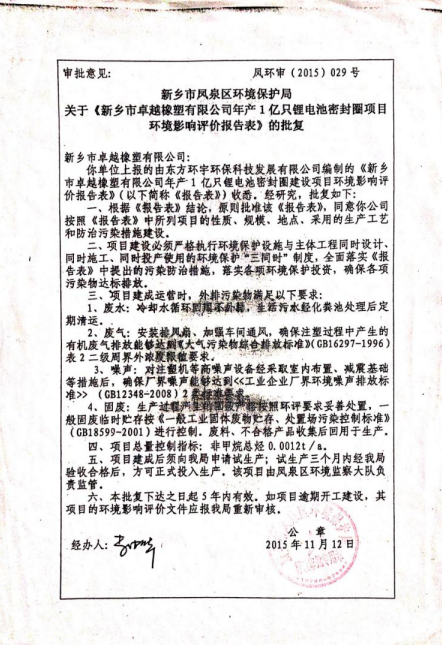 审批意见： 凤环审（2015）029号
新乡市凤泉区环境保护局
关于《新乡市卓越橡塑有限公司年产1亿只锂电池密封圈项目
环境影响评价报告表》的批复
新乡市卓越橡塑有限公司：
你单位上报的由东方环宇环保科技发展有限公司编制的《新乡
市卓越橡塑有限公司年产1亿只锂电池密封圈建设项目环境影响评
价报告表》（以下简称《报告表》）收悉。经研究，批复如下：
一、根据《报告表》结论，原则批准该《报告表》，同意你公司
按照《报告表》中所列项目的性质、规模、地点、采用的生产工艺
和防治污染措施建设。
二、项目建设必须严格执行环境保护设施与主体工程同时设计、
同时施工、同时投产使用的环境保护“三同时”制度，全面落实《报
告表》中提出的污染防治措施，落实各项环境保护投资，确保各项
污染物达标排放。
三、项目建成运营时，外排污染物满足以下要求：
1、废水：冷却水循环利用不外排，生活污水经化粪池处理后定
期清运。
2、废气：安装排风扇，加强车间通风，确保注塑过程中产生的
有机废气排放能够达到《大气污染物综合排放标准》（GB16297-1996）
表2二级周界外浓度限值要求。
3、噪声：对注塑机等高噪声设备经采取室内布置、减震基础
等措施后，确保厂界噪声能够达到<<工业企业厂界环境噪声排放标
准>>（GB12348-2008）2类标准要求。
4、固废：生产过程产生的固废严格按照环评要求妥善处置，一
般固废临时贮存按《一般工业固体废物贮存、处置场污染控制标准》
（GB18599-2001）进行控制。废料、不合格产品收集后回用于生产。
四、项目总量控制指标：非甲烷总烃0.0012t/a。
五、项目建成后须向我局申请试生产；试生产三个月内经我局
验收合格后，方可正式投入生产。该项目由凤泉区环境监察大队负
责监管。
六、本批复下达之日起5年内有效。如项目逾期开工建设，其
项目的环境影响评价文件应报我局重新审核。
公 章
经办人： 2015年11月12日